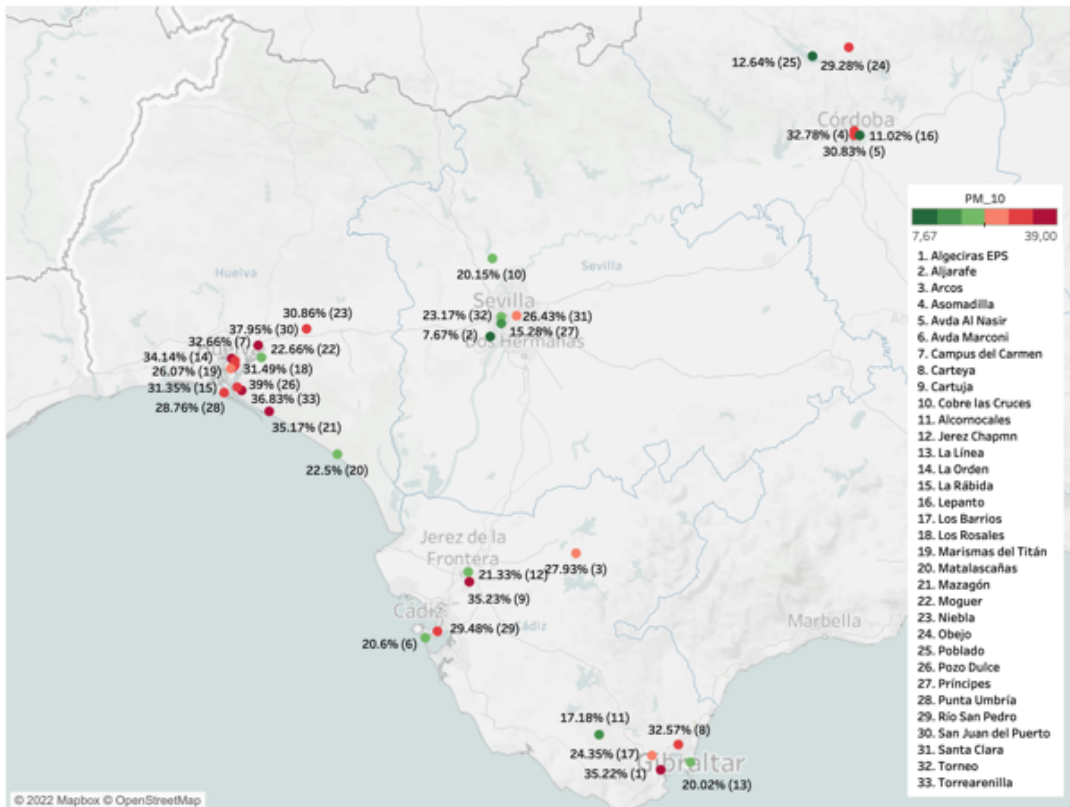 12.64% (25)
29.28% (24)
Córdoba
32.78% (4)
11.02% (16)
30.83% (5)
Huelva
Sevilla
20.15% (10)
Sevilla
23.17% (32)
26.43% (31)
15.28% (27)
7.67% (2)
Dos Hermanas
30.86% (23)
37.95% (30)
32.66% (7)
22.66% (22)
34.14% (14)
31.49% (18)
26.07% (19)
39% (26)
31.35% (15)
36.83% (33)
28.76% (28)
35.17% (21)
22.5% (20)
Jerez de la
Frontera
21.33% (12)
27.93% (3)
35.23% (9)
Cádiz
29.48% (29)
Cádiz
20.6% (6)
Marbella
17.18% (11)
32.57% (8)
24.35% (17)
Gibraltar
35.22% (1)
20.02% (13)
PM_10
7,67 39,00
1. Algeciras EPS
2. Aljarafe
3. Arcos
4. Asomadilla
5. Avda Al Nasir
6. Avda Marconi
7. Campus del Carmen
8. Carteya
9. Cartuja
10. Cobre las Cruces
11. Alcornocales
12. Jerez Chapmn
13. La Línea
14. La Orden
15. La Rábida
16. Lepanto
17. Los Barrios
18. Los Rosales
19. Marismas del Titán
20. Matalascañas
21. Mazagón
22. Moguer
23. Niebla
24. Obejo
25. Poblado
26. Pozo Dulce
27. Príncipes
28. Punta Umbría
29. Río San Pedro
30. San Juan del Puerto
31. Santa Clara
32. Torneo
33. Torrearenilla
© 2022 Mapbox © OpenStreetMap